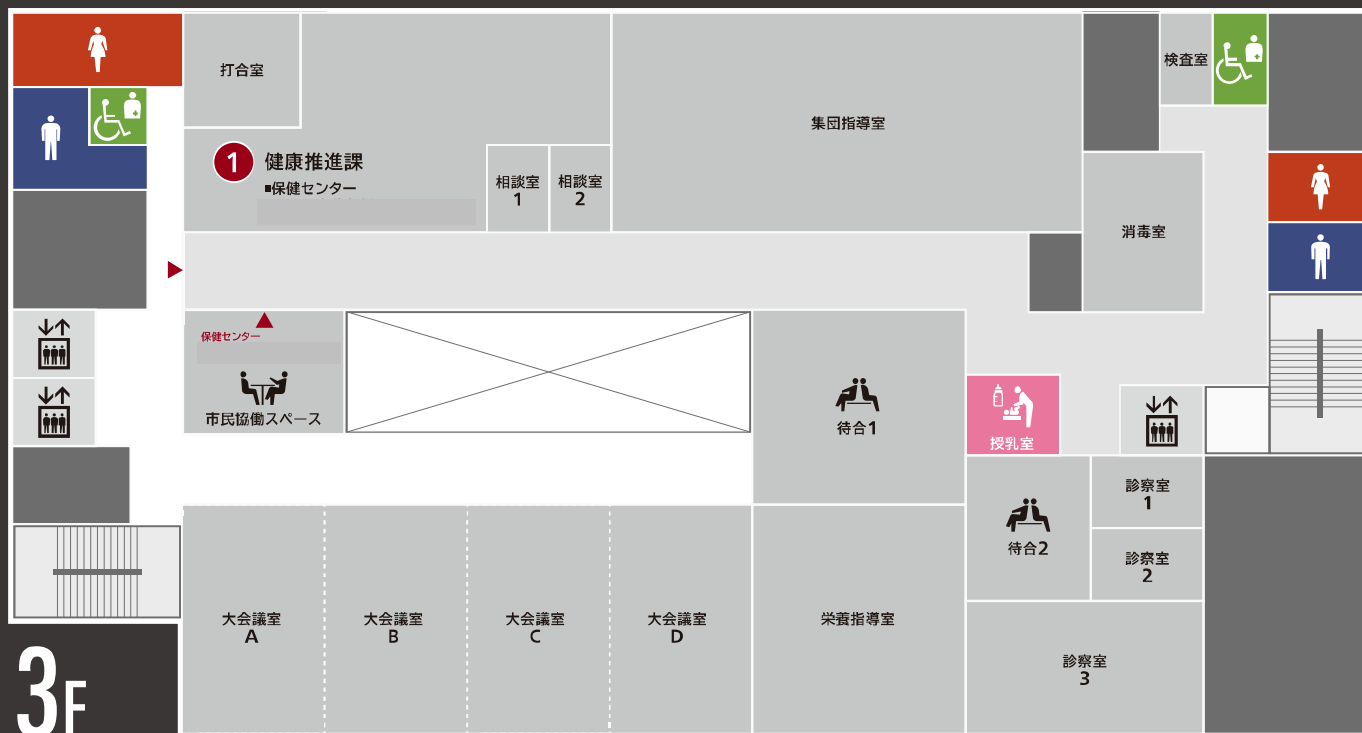 打合室
検査室
集団指導室
1
健康推進課
■保健センター
相談室
1
相談室
2
消毒室
保健センター
市民協働スペース
待合1
授乳室
診察室
1
待合2
診察室
2
大会議室
A
大会議室
B
大会議室
C
大会議室
D
栄養指導室
診察室
3
3F